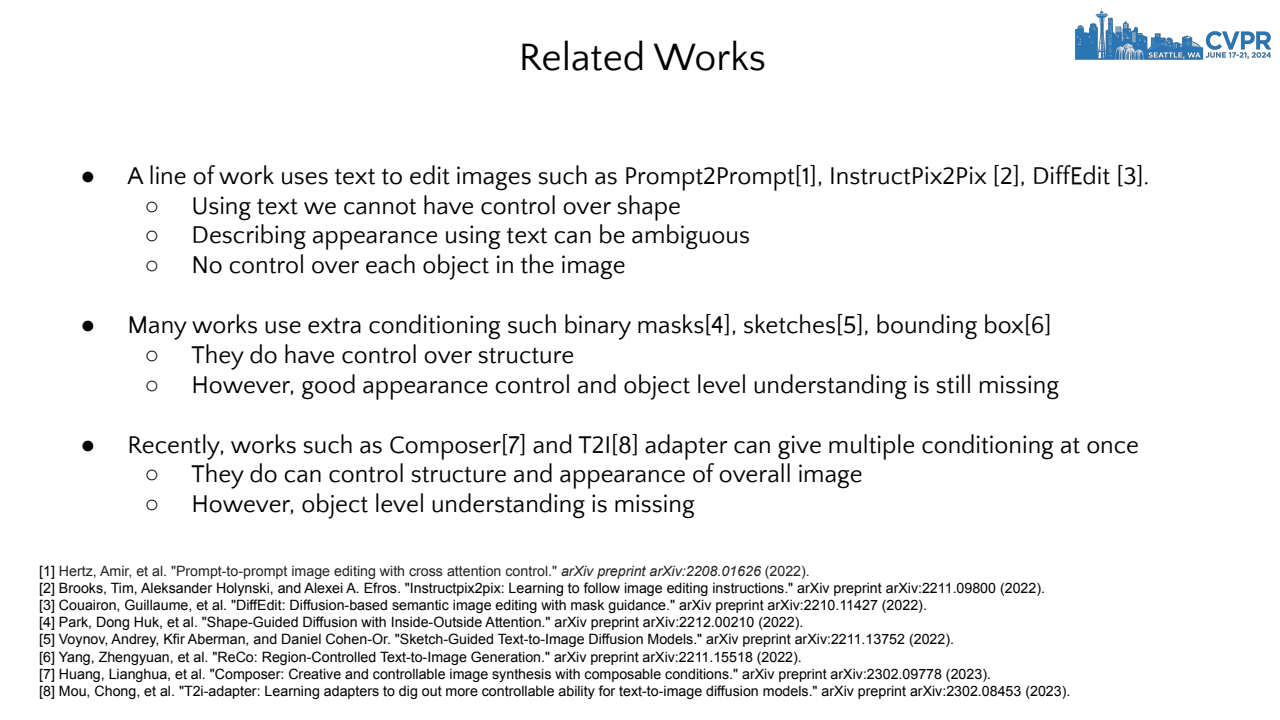 Related Works
CVPR
SEATTLE, WA JUNE 17-21, 2024
● A line of work uses text to edit images such as Prompt2Prompt[1], InstructPix2Pix [2], DiffEdit [3].
○ Using text we cannot have control over shape
○ Describing appearance using text can be ambiguous
○ No control over each object in the image
● Many works use extra conditioning such binary masks[4], sketches[5], bounding box[6]
○ They do have control over structure
○ However, good appearance control and object level understanding is still missing
● Recently, works such as Composer[7] and T2I[8] adapter can give multiple conditioning at once
○ They do can control structure and appearance of overall image
○ However, object level understanding is missing
[1] Hertz, Amir, et al. "Prompt-to-prompt image editing with cross attention control." arXiv preprint arXiv:2208.01626 (2022).
[2] Brooks, Tim, Aleksander Holynski, and Alexei A. Efros. "Instructpix2pix: Learning to follow image editing instructions." arXiv preprint arXiv:2211.09800 (2022).
[3] Couairon, Guillaume, et al. "DiffEdit: Diffusion-based semantic image editing with mask guidance." arXiv preprint arXiv:2210.11427 (2022).
[4] Park, Dong Huk, et al. "Shape-Guided Diffusion with Inside-Outside Attention." arXiv preprint arXiv:2212.00210 (2022).
[5] Voynov, Andrey, Kfir Aberman, and Daniel Cohen-Or. "Sketch-Guided Text-to-Image Diffusion Models." arXiv preprint arXiv:2211.13752 (2022).
[6] Yang, Zhengyuan, et al. "ReCo: Region-Controlled Text-to-Image Generation." arXiv preprint arXiv:2211.15518 (2022).
[7] Huang, Lianghua, et al. "Composer: Creative and controllable image synthesis with composable conditions." arXiv preprint arXiv:2302.09778 (2023).
[8] Mou, Chong, et al. "T2i-adapter: Learning adapters to dig out more controllable ability for text-to-image diffusion models." arXiv preprint arXiv:2302.08453 (2023).